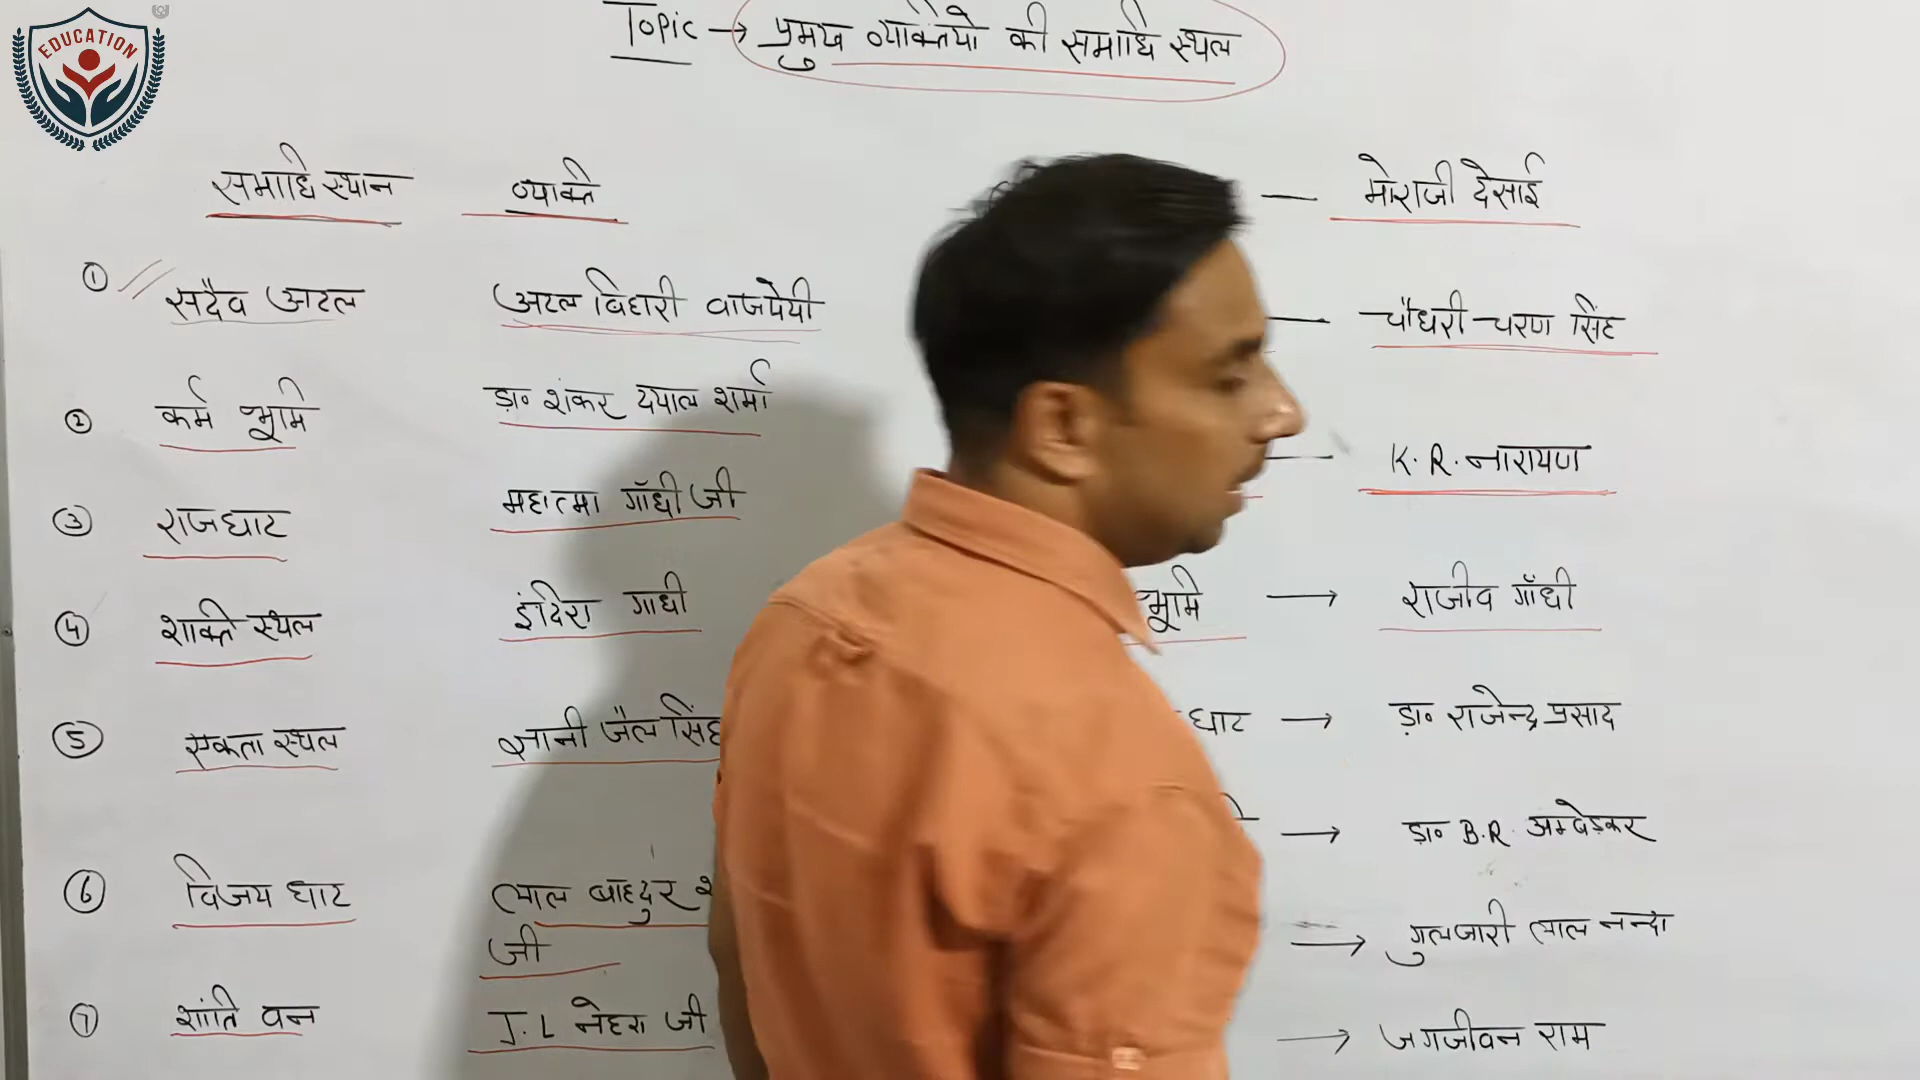 EDUCATION
Topic → प्रमुख व्यक्तियों की समाधि स्थल
समाधि स्थान व्यक्ति
① सदैव अटल अटल बिहारी वाजपेयी
② कर्म भूमि डा॰ शंकर दयाल शर्मा
③ राजघाट महात्मा गाँधी जी
④ शक्ति स्थल इंदिरा गाधी
⑤ एकता स्थल ज्ञानी जैल सिंह
⑥ विजय घाट लाल बाहदुर
जी
⑦ शांति वन J.L नेहरू जी
— मोराजी देसाई
— चौधरी चरण सिंह
— K.R. नारायण
भूमि → राजीव गाँधी
घाट → डा॰ राजेन्द्र प्रसाद
→ डा॰ B.R. अम्बेडकर
→ गुलजारी लाल नन्दा
→ जगजीवन राम